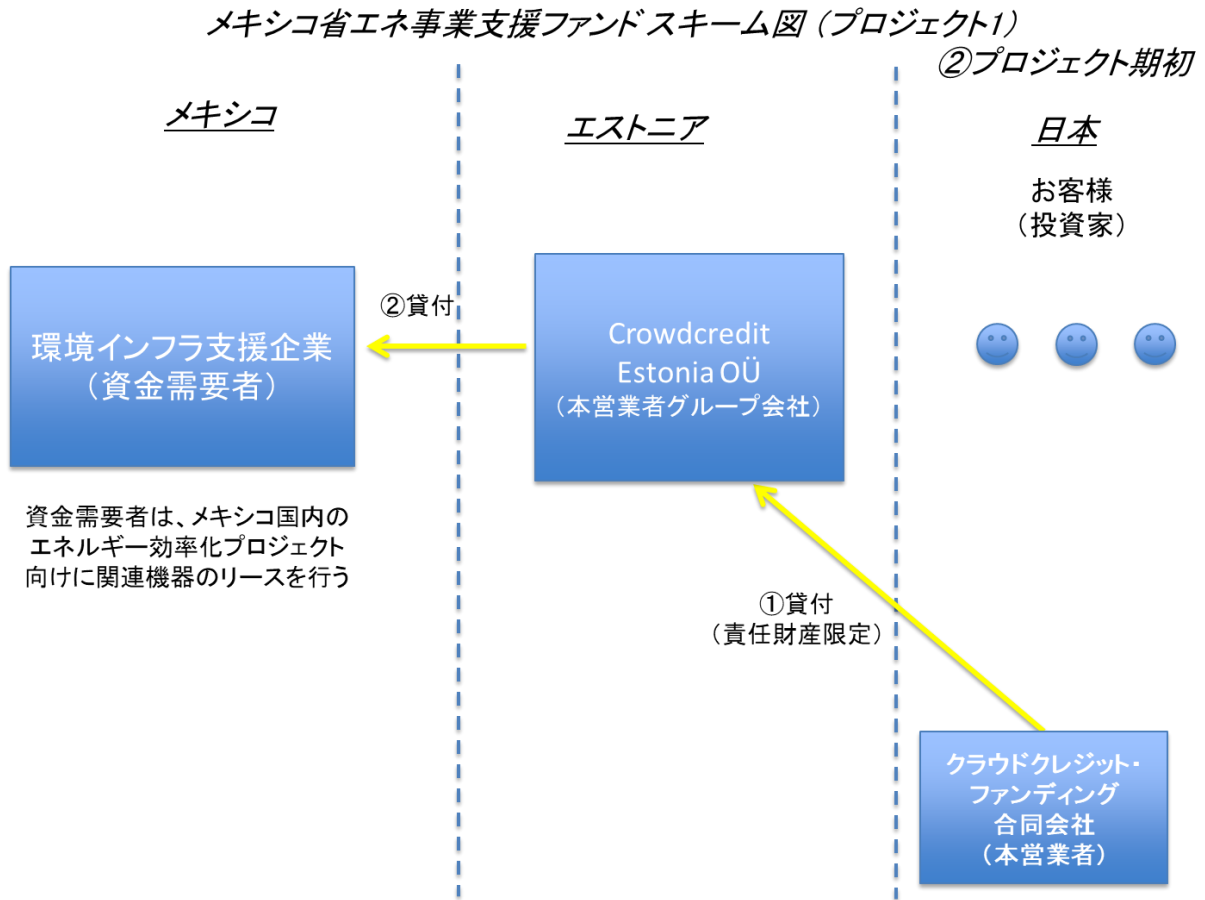 メキシコ省エネ事業支援ファンド スキーム図（プロジェクト1）
②プロジェクト期初
メキシコ
エストニア
日本
お客様
（投資家）
環境インフラ支援企業
（資金需要者）
②貸付
Crowdcredit
Estonia OÜ
（本営業者グループ会社）
資金需要者は、メキシコ国内の
エネルギー効率化プロジェクト
向けに関連機器のリースを行う
①貸付
（責任財産限定）
クラウドクレジット・
ファンディング
合同会社
（本営業者）